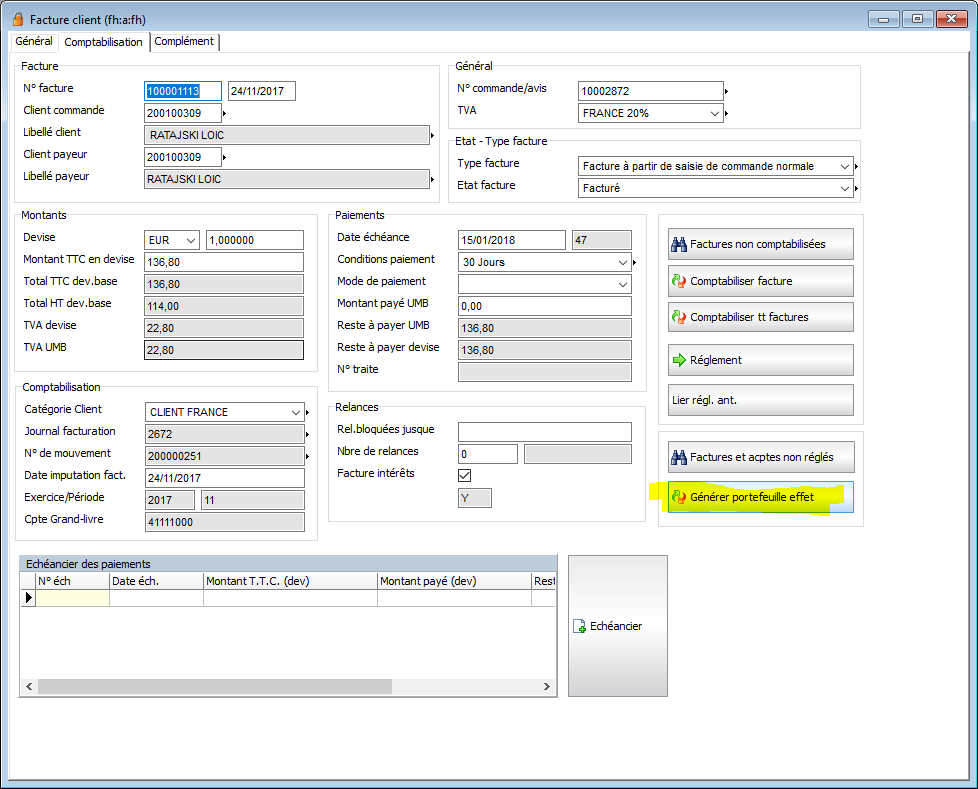 Facture client (fh:a:fh)
Général Comptabilisation Complément
Facture
N° facture 100001113 24/11/2017
Client commande 200100309
Libellé client RATAJSKI LOIC
Client payeur 200100309
Libellé payeur RATAJSKI LOIC
Général
N° commande/avis 10002872
TVA FRANCE 20%
Etat - Type facture
Type facture Facture à partir de saisie de commande normale
Etat facture Facturé
Montants
Devise EUR 1,000000
Montant TTC en devise 136,80
Total TTC dev.base 136,80
Total HT dev.base 114,00
TVA devise 22,80
TVA UMB 22,80
Paiements
Date échéance 15/01/2018 47
Conditions paiement 30 Jours
Mode de paiement
Montant payé UMB 0,00
Reste à payer UMB 136,80
Reste à payer devise 136,80
N° traite
Factures non comptabilisées
Comptabiliser facture
Comptabiliser tt factures
Réglement
Lier régl. ant.
Comptabilisation
Catégorie Client CLIENT FRANCE
Journal facturation 2672
N° de mouvement 200000251
Date imputation fact. 24/11/2017
Exercice/Période 2017 11
Cpte Grand-livre 41111000
Relances
Rel.bloquées jusque
Nbre de relances 0
Facture intérêts
Y
Factures et acptes non réglés
Générer portefeuille effet
Echéancier des paiements
N° éch Date éch. Montant T.T.C. (dev) Montant payé (dev) Rest
Echéancier